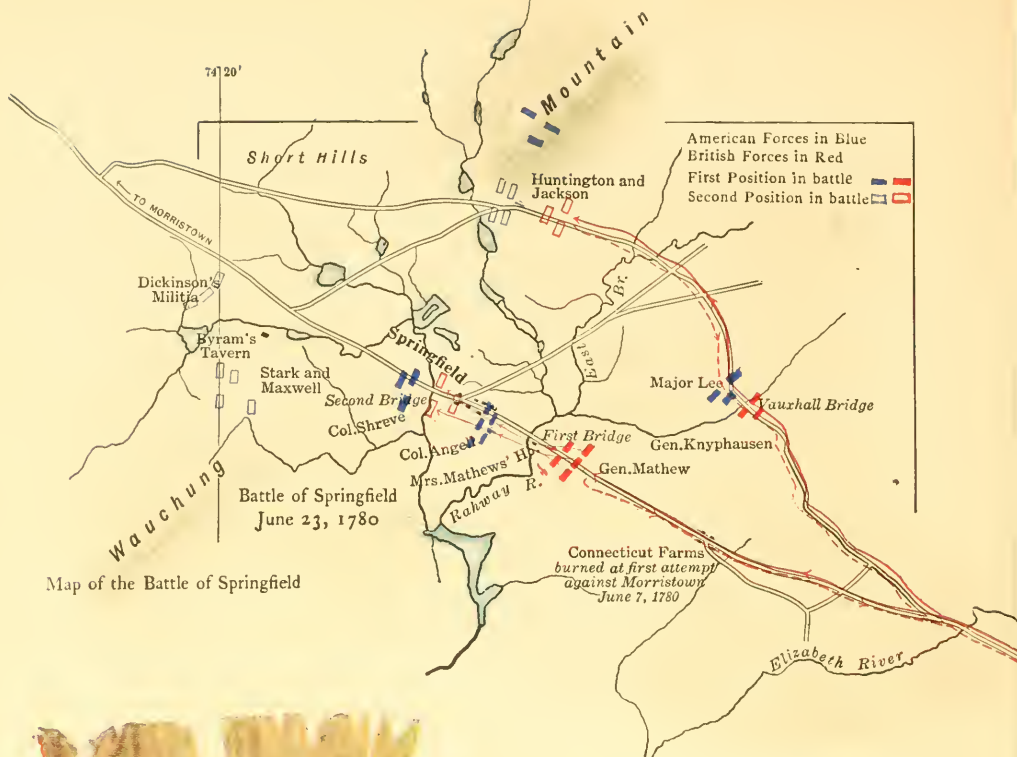 74°20'
Mountain
Short Hills
American Forces in Blue
British Forces in Red
First Position in battle
Second Position in battle
Huntington and
Jackson
TO MORRISTOWN
Dickinson's
Militia
Byram's
Tavern
Stark and
Maxwell
Springfield
Second Bridge
Col. Shreve
East Br.
Major Lee
Vauxhall Bridge
Gen. Knyphausen
Col. Angell
First Bridge
Mrs. Mathews' Ho.
Gen. Mathew
Rahway R.
Wauchung
Battle of Springfield
June 23, 1780
Map of the Battle of Springfield
Connecticut Farms
burned at first attempt
against Morristown
June 7, 1780
Elizabeth River